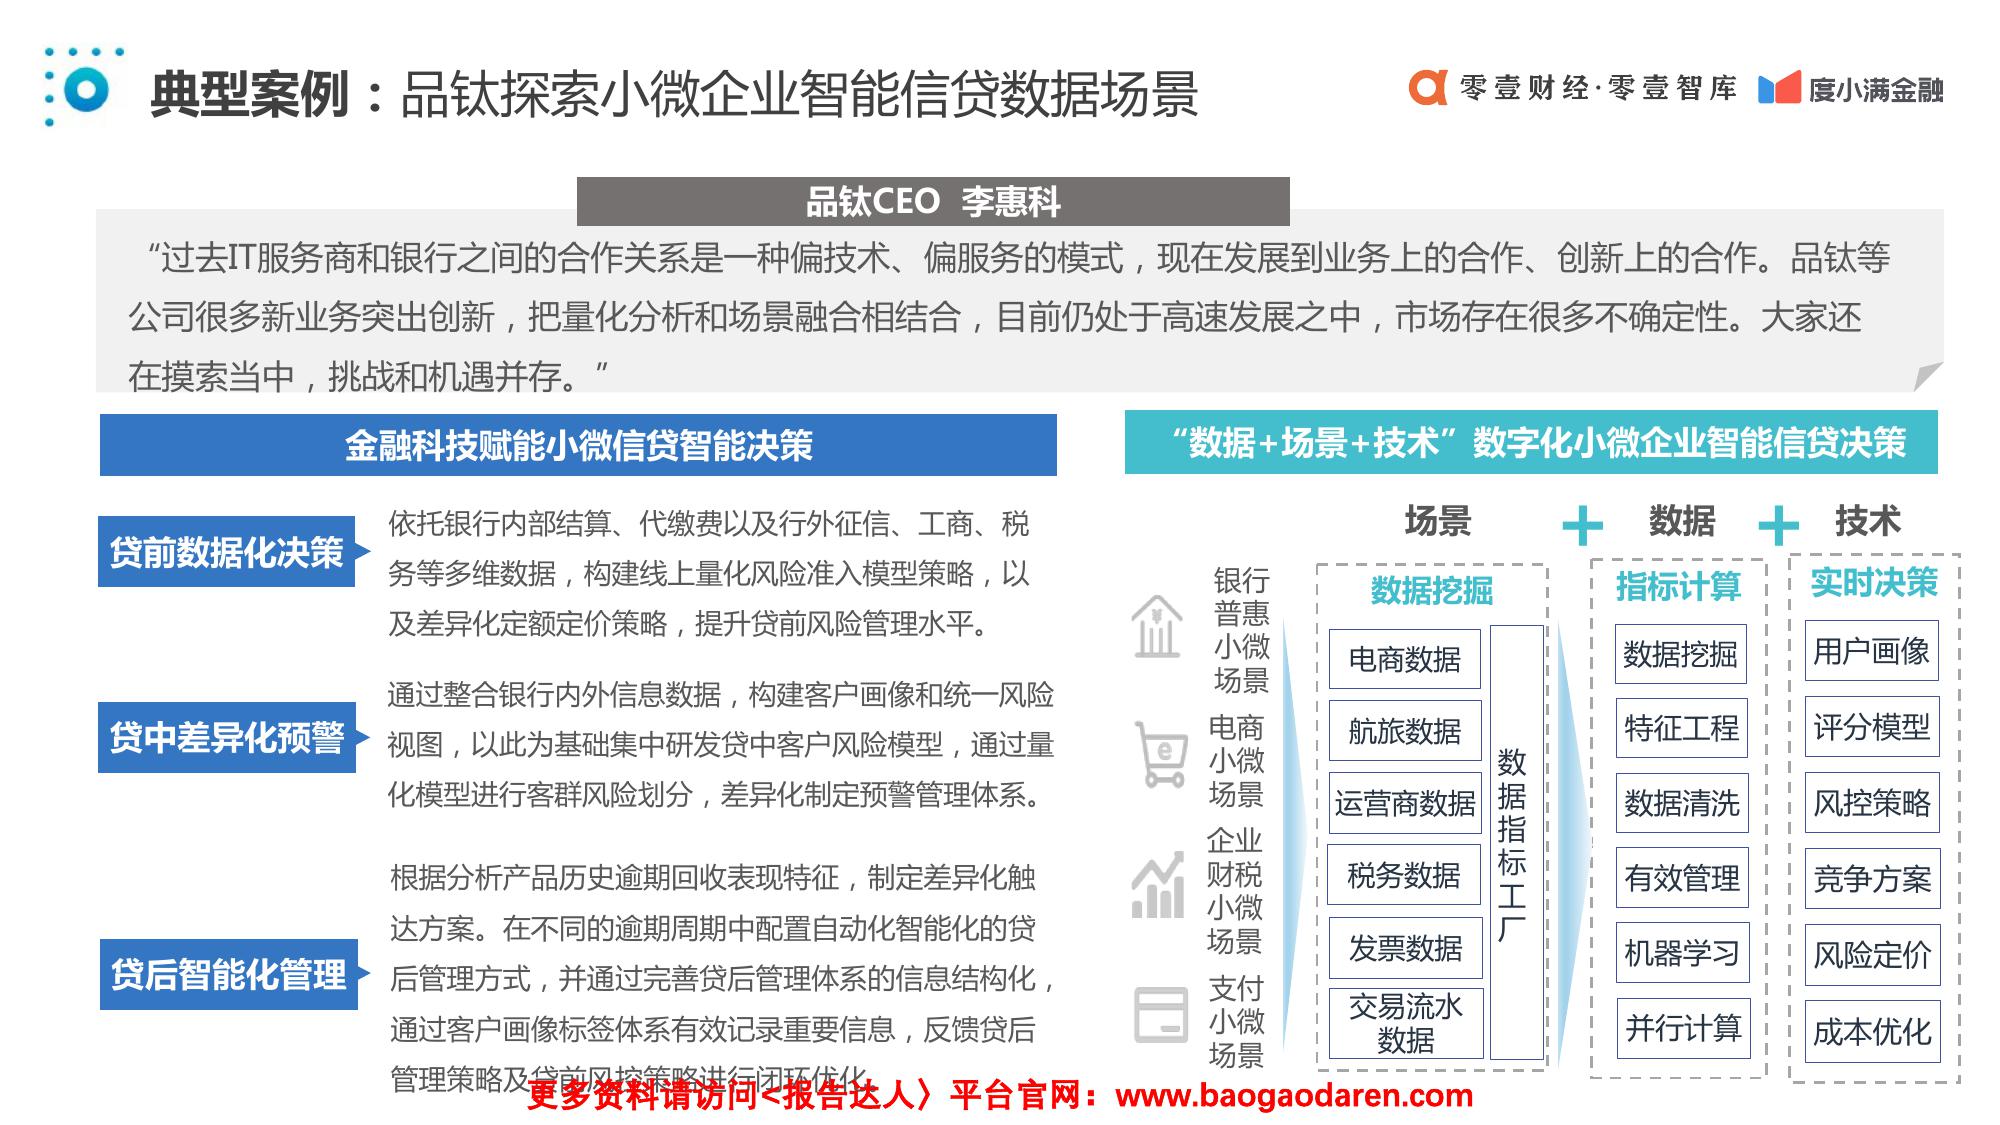 典型案例：品钛探索小微企业智能信贷数据场景
零壹财经·零壹智库
度小满金融
品钛CEO 李惠科
“过去IT服务商和银行之间的合作关系是一种偏技术、偏服务的模式，现在发展到业务上的合作、创新上的合作。品钛等
公司很多新业务突出创新，把量化分析和场景融合相结合，目前仍处于高速发展之中，市场存在很多不确定性。大家还
在摸索当中，挑战和机遇并存。”
金融科技赋能小微信贷智能决策
贷前数据化决策
依托银行内部结算、代缴费以及行外征信、工商、税
务等多维数据，构建线上量化风险准入模型策略，以
及差异化定额定价策略，提升贷前风险管理水平。
贷中差异化预警
通过整合银行内外信息数据，构建客户画像和统一风险
视图，以此为基础集中研发贷中客户风险模型，通过量
化模型进行客群风险划分，差异化制定预警管理体系。
贷后智能化管理
根据分析产品历史逾期回收表现特征，制定差异化触
达方案。在不同的逾期周期中配置自动化智能化的贷
后管理方式，并通过完善贷后管理体系的信息结构化，
通过客户画像标签体系有效记录重要信息，反馈贷后
管理策略及贷前风控策略进行闭环优化。
“数据+场景+技术”数字化小微企业智能信贷决策
场景
+
数据
+
技术
银行
普惠
小微
场景
电商
小微
场景
企业
财税
小微
场景
支付
小微
场景
数据挖掘
电商数据
航旅数据
运营商数据
税务数据
发票数据
交易流水
数据
数
据
指
标
工
厂
指标计算
数据挖掘
特征工程
数据清洗
有效管理
机器学习
并行计算
实时决策
用户画像
评分模型
风控策略
竞争方案
风险定价
成本优化
更多资料请访问<报告达人〉平台官网：www.baogaodaren.com